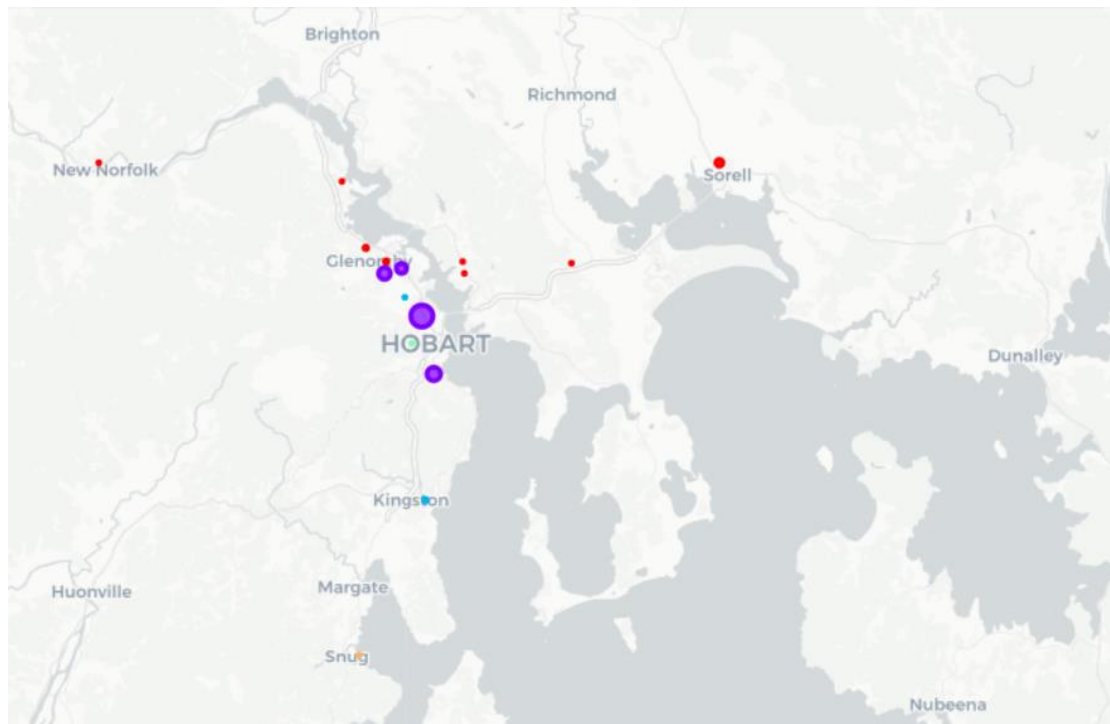 Brighton
Richmond
New Norfolk
Sorell
Glenorchy
HOBART
Dunalley
Kingston
Margate
Huonville
Snug
Nubeena